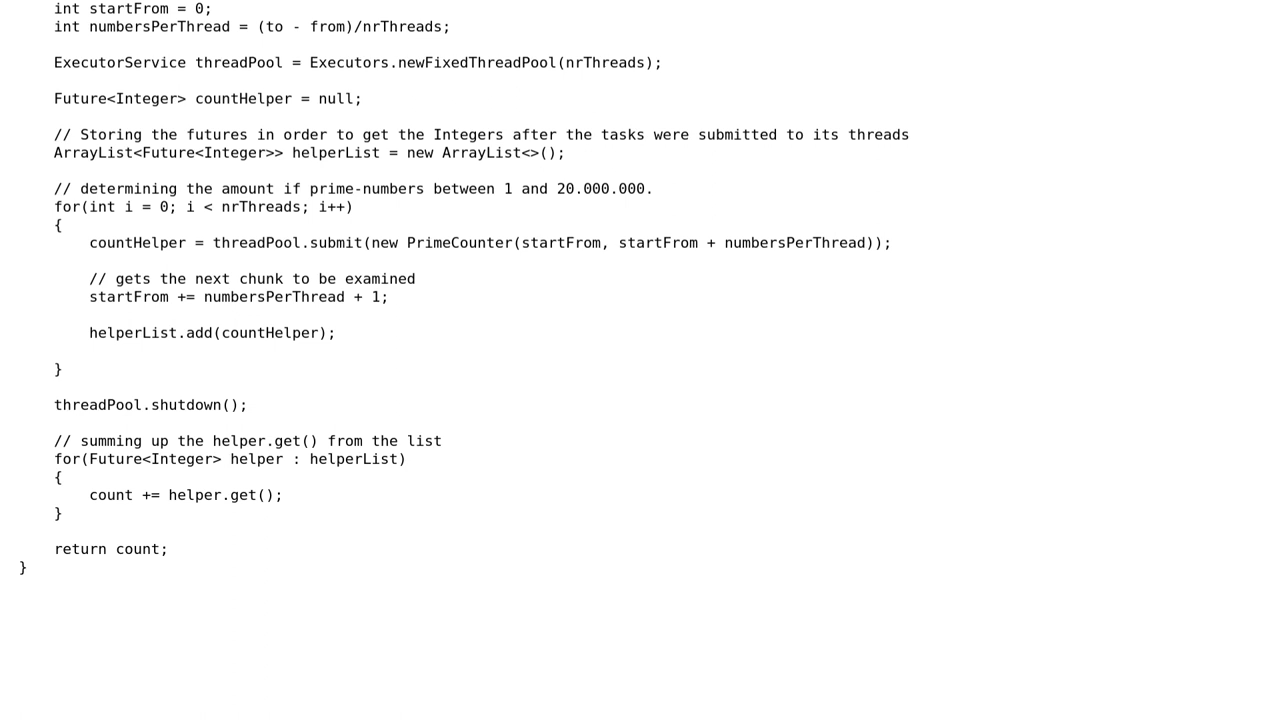 int startFrom = 0;
int numbersPerThread = (to - from)/nrThreads;
ExecutorService threadPool = Executors.newFixedThreadPool(nrThreads);
Future<Integer> countHelper = null;
// Storing the futures in order to get the Integers after the tasks were submitted to its threads
ArrayList<Future<Integer>> helperList = new ArrayList<>();
// determining the amount if prime-numbers between 1 and 20.000.000.
for(int i = 0; i < nrThreads; i++)
{
countHelper = threadPool.submit(new PrimeCounter(startFrom, startFrom + numbersPerThread));
// gets the next chunk to be examined
startFrom += numbersPerThread + 1;
helperList.add(countHelper);
}
threadPool.shutdown();
// summing up the helper.get() from the list
for(Future<Integer> helper : helperList)
{
count += helper.get();
}
return count;
}